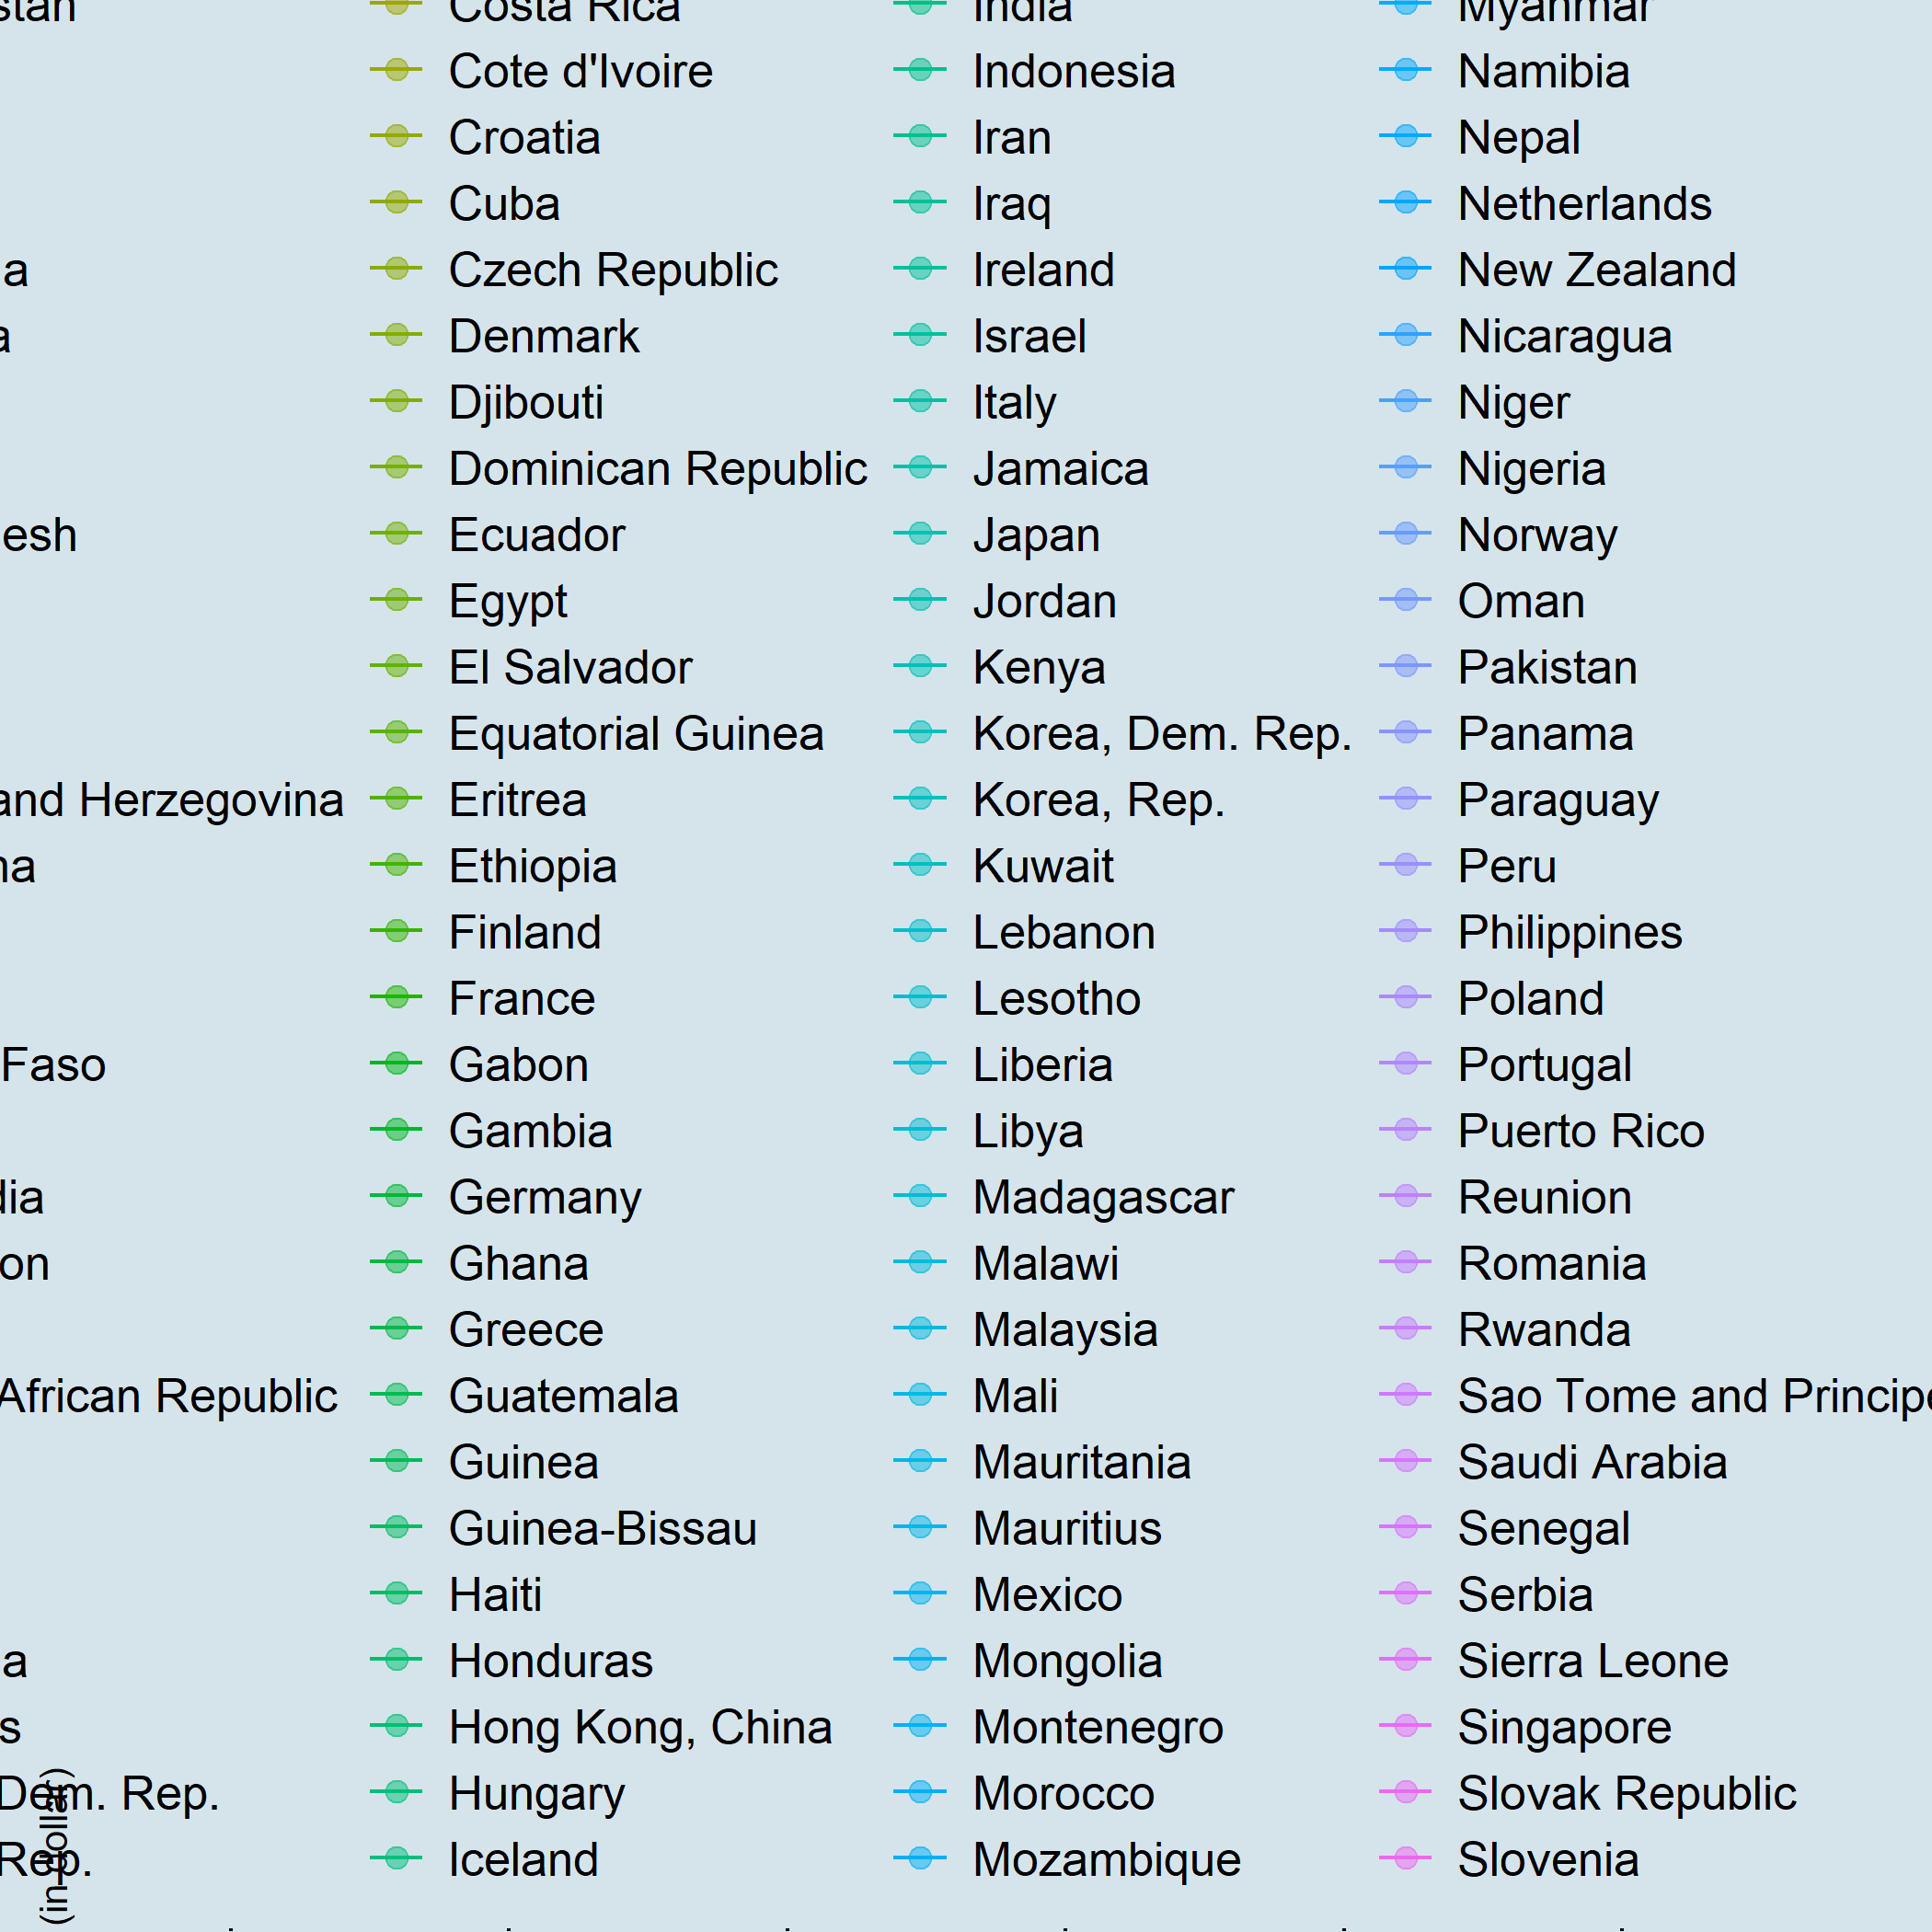 stan
a
a
esh
and Herzegovina
na
Faso
dia
on
African Republic
a
s
Dem. Rep.
Rep.
(in dollar)
Costa Rica
Cote d'Ivoire
Croatia
Cuba
Czech Republic
Denmark
Djibouti
Dominican Republic
Ecuador
Egypt
El Salvador
Equatorial Guinea
Eritrea
Ethiopia
Finland
France
Gabon
Gambia
Germany
Ghana
Greece
Guatemala
Guinea
Guinea-Bissau
Haiti
Honduras
Hong Kong, China
Hungary
Iceland
India
Indonesia
Iran
Iraq
Ireland
Israel
Italy
Jamaica
Japan
Jordan
Kenya
Korea, Dem. Rep.
Korea, Rep.
Kuwait
Lebanon
Lesotho
Liberia
Libya
Madagascar
Malawi
Malaysia
Mali
Mauritania
Mauritius
Mexico
Mongolia
Montenegro
Morocco
Mozambique
Myanmar
Namibia
Nepal
Netherlands
New Zealand
Nicaragua
Niger
Nigeria
Norway
Oman
Pakistan
Panama
Paraguay
Peru
Philippines
Poland
Portugal
Puerto Rico
Reunion
Romania
Rwanda
Sao Tome and Principe
Saudi Arabia
Senegal
Serbia
Sierra Leone
Singapore
Slovak Republic
Slovenia